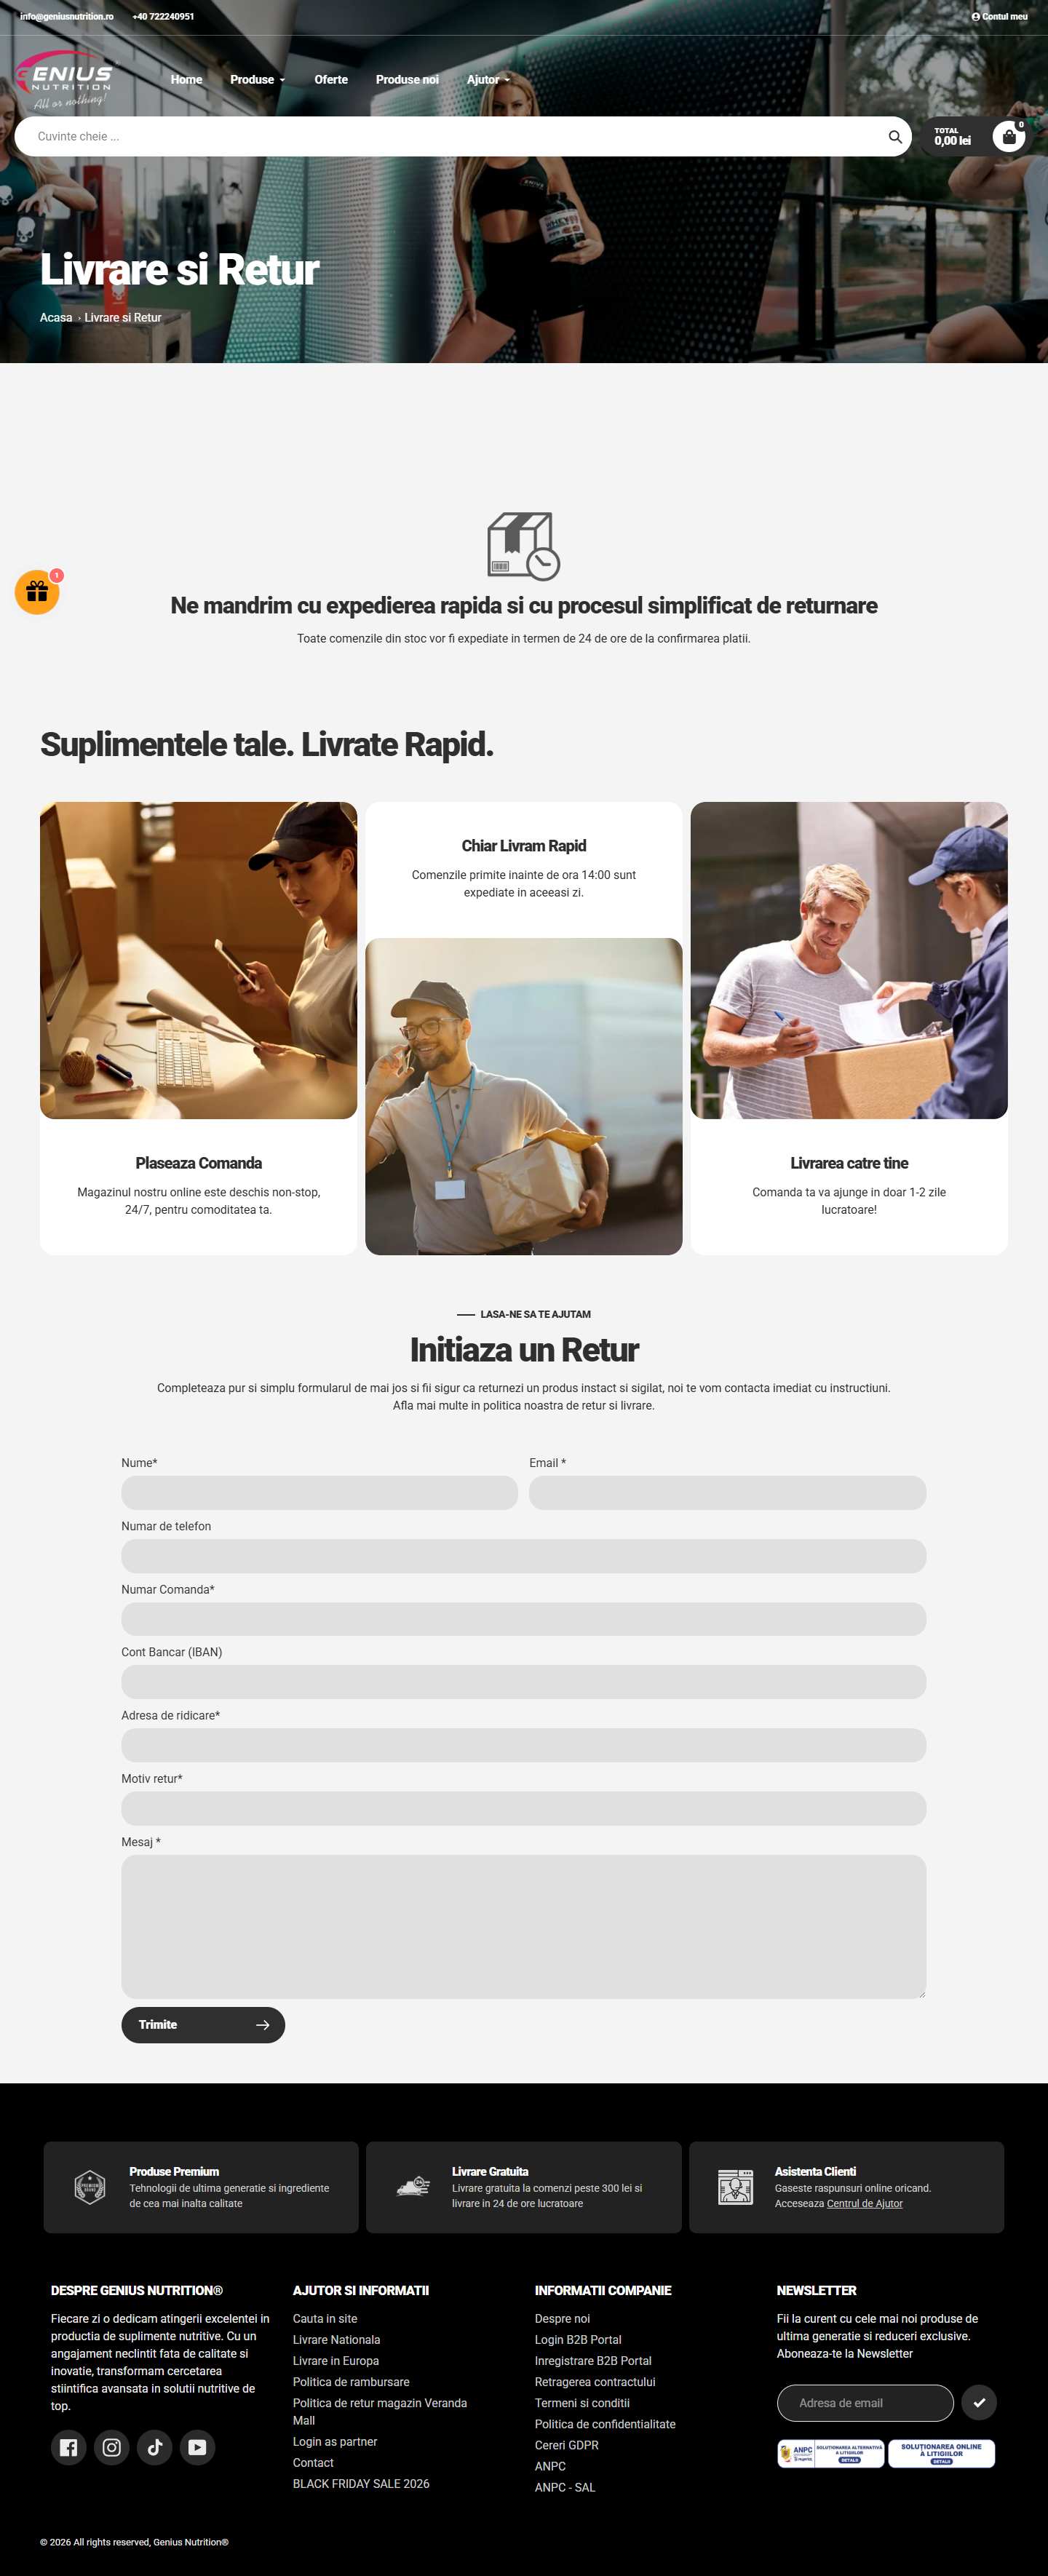 info@geniusnutrition.ro +40 722240951 Contul meu
GENIUS
NUTRITION
All or nothing!
Home Produse Oferte Produse noi Ajutor
Cuvinte cheie ...
TOTAL
0,00 lei
0
Livrare si Retur
Acasa › Livrare si Retur
1
Ne mandrim cu expedierea rapida si cu procesul simplificat de returnare
Toate comenzile din stoc vor fi expediate in termen de 24 de ore de la confirmarea platii.
Suplimentele tale. Livrate Rapid.
Plaseaza Comanda
Magazinul nostru online este deschis non-stop,
24/7, pentru comoditatea ta.
Chiar Livram Rapid
Comenzile primite inainte de ora 14:00 sunt
expediate in aceeasi zi.
Livrarea catre tine
Comanda ta va ajunge in doar 1-2 zile
lucratoare!
LASA-NE SA TE AJUTAM
Initiaza un Retur
Completeaza pur si simplu formularul de mai jos si fii sigur ca returnezi un produs instact si sigilat, noi te vom contacta imediat cu instructiuni.
Afla mai multe in politica noastra de retur si livrare.
Nume* Email *
Numar de telefon
Numar Comanda*
Cont Bancar (IBAN)
Adresa de ridicare*
Motiv retur*
Mesaj *
Trimite
Produse Premium
Tehnologii de ultima generatie si ingrediente
de cea mai inalta calitate
Livrare Gratuita
Livrare gratuita la comenzi peste 300 lei si
livrare in 24 de ore lucratoare
Asistenta Clienti
Gaseste raspunsuri online oricand.
Acceseaza Centrul de Ajutor
DESPRE GENIUS NUTRITION®
Fiecare zi o dedicam atingerii excelentei in
productia de suplimente nutritive. Cu un
angajament neclintit fata de calitate si
inovatie, transformam cercetarea
stiintifica avansata in solutii nutritive de
top.
AJUTOR SI INFORMATII
Cauta in site
Livrare Nationala
Livrare in Europa
Politica de rambursare
Politica de retur magazin Veranda
Mall
Login as partner
Contact
BLACK FRIDAY SALE 2026
INFORMATII COMPANIE
Despre noi
Login B2B Portal
Inregistrare B2B Portal
Retragerea contractului
Termeni si conditii
Politica de confidentialitate
Cereri GDPR
ANPC
ANPC - SAL
NEWSLETTER
Fii la curent cu cele mai noi produse de
ultima generatie si reduceri exclusive.
Aboneaza-te la Newsletter
Adresa de email
ANPC
SOLUȚIONAREA ALTERNATIVĂ
A LITIGIILOR
DETALII
SOLUȚIONAREA ONLINE
A LITIGIILOR
DETALII
© 2026 All rights reserved, Genius Nutrition®